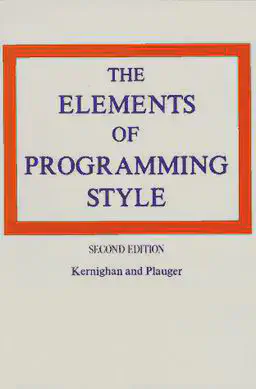 THE
ELEMENTS
OF
PROGRAMMING
STYLE
SECOND EDITION
Kernighan and Plauger